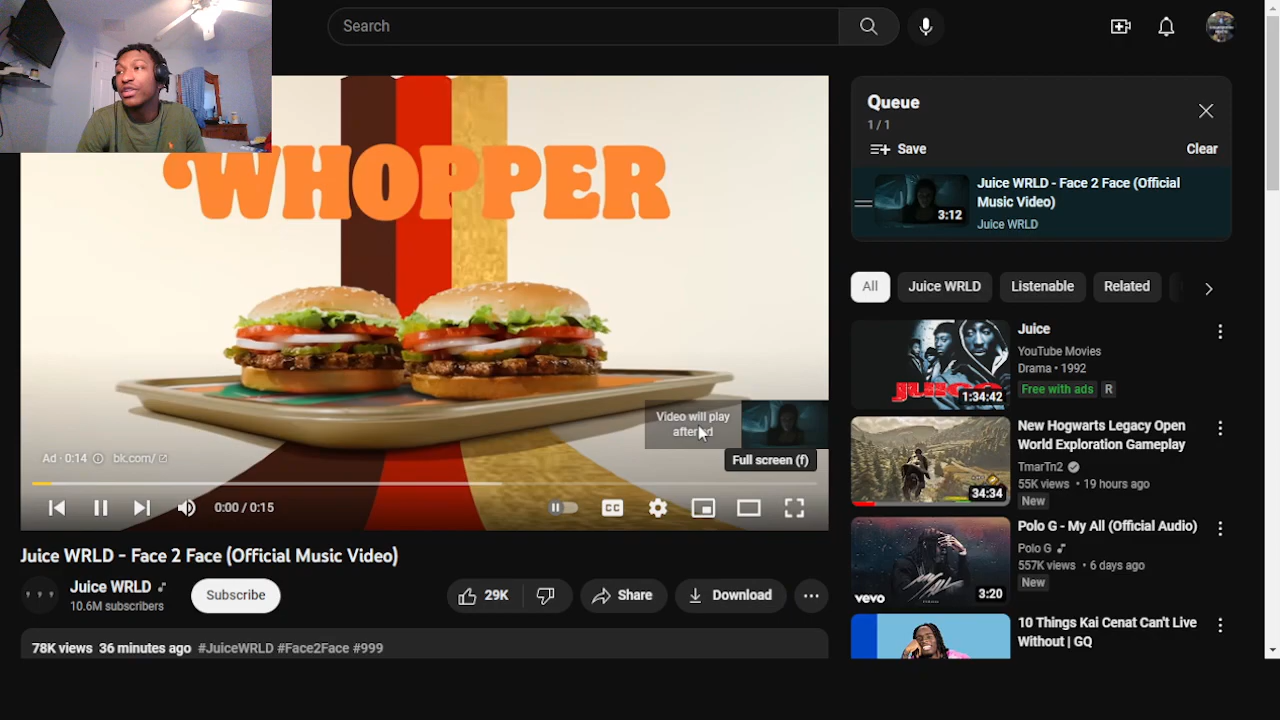 Search
WHOPPER
Video will play
after ad
Full screen (f)
Ad · 0:14
bk.com/
0:00 / 0:15
CC
Juice WRLD - Face 2 Face (Official Music Video)
Juice WRLD
10.6M subscribers
Subscribe
29K
Share
Download
78K views 36 minutes ago #JuiceWRLD #Face2Face #999
Queue
1 / 1
Save
Clear
3:12
Juice WRLD - Face 2 Face (Official
Music Video)
Juice WRLD
All
Juice WRLD
Listenable
Related
JUICE
1:34:42
Juice
YouTube Movies
Drama • 1992
Free with ads
R
34:34
New Hogwarts Legacy Open
World Exploration Gameplay
TmarTn2
55K views • 19 hours ago
New
vevo
3:20
Polo G - My All (Official Audio)
Polo G
557K views • 6 days ago
New
10 Things Kai Cenat Can't Live
Without | GQ